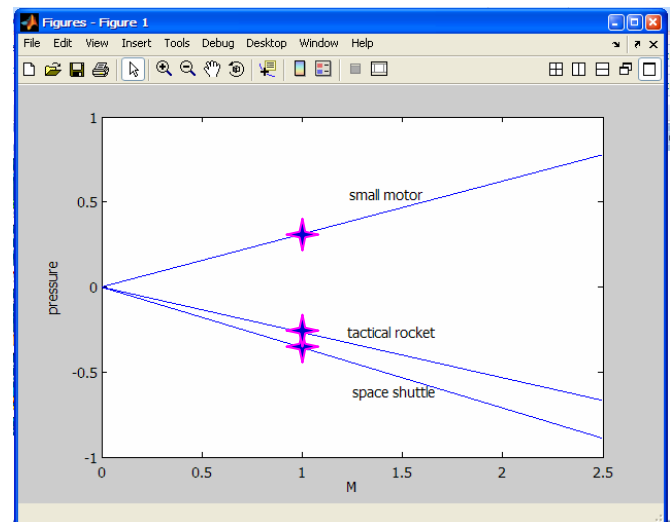 Figures - Figure 1
File Edit View Insert Tools Debug Desktop Window Help
1
small motor
0.5
0
pressure
tactical rocket
-0.5
space shuttle
-1
0 0.5 1 1.5 2 2.5
M